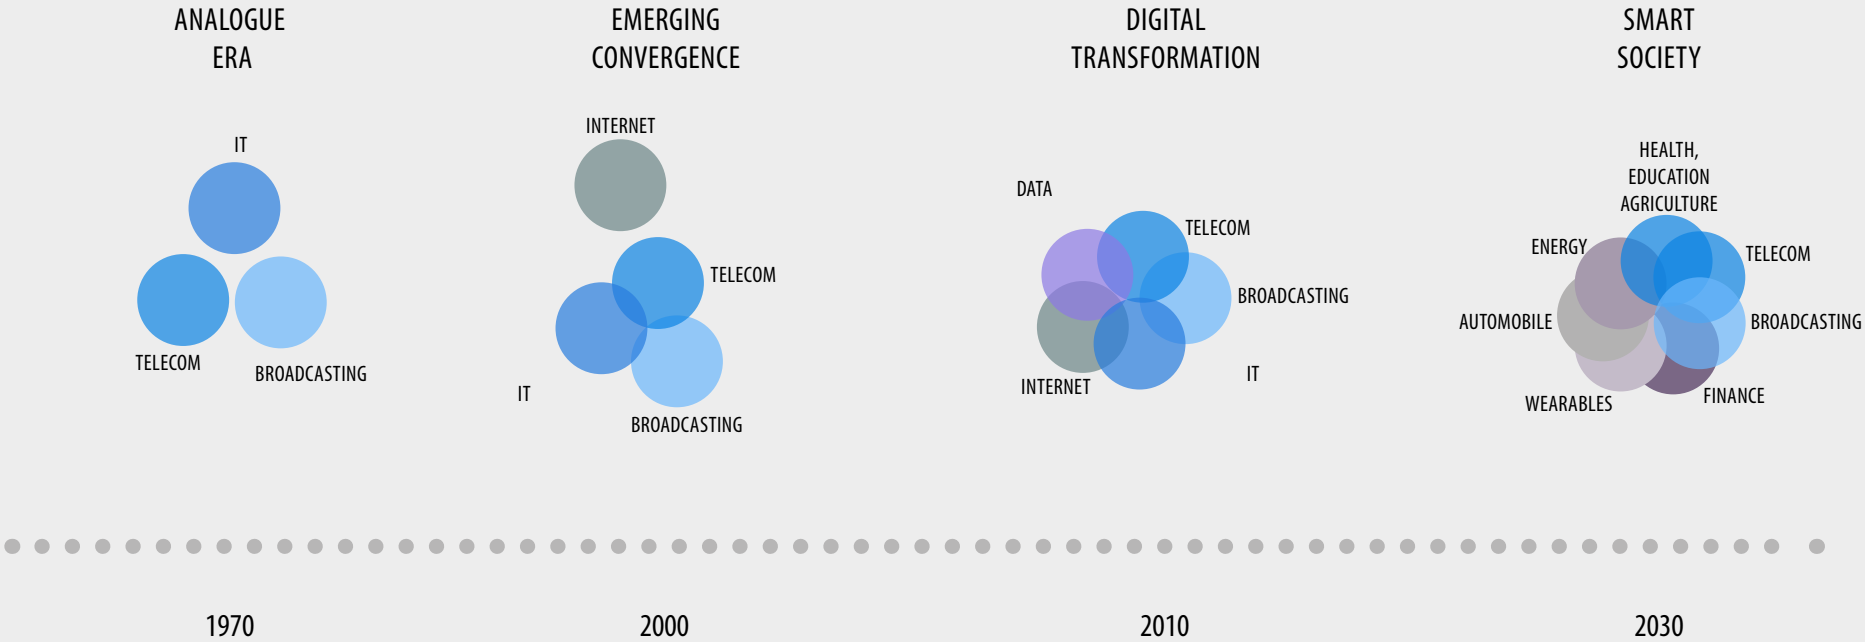 ANALOGUE
ERA
EMERGING
CONVERGENCE
DIGITAL
TRANSFORMATION
SMART
SOCIETY
IT
TELECOM
BROADCASTING
INTERNET
TELECOM
IT
BROADCASTING
DATA
TELECOM
BROADCASTING
INTERNET
IT
HEALTH,
EDUCATION
AGRICULTURE
ENERGY
TELECOM
AUTOMOBILE
BROADCASTING
WEARABLES
FINANCE
1970
2000
2010
2030